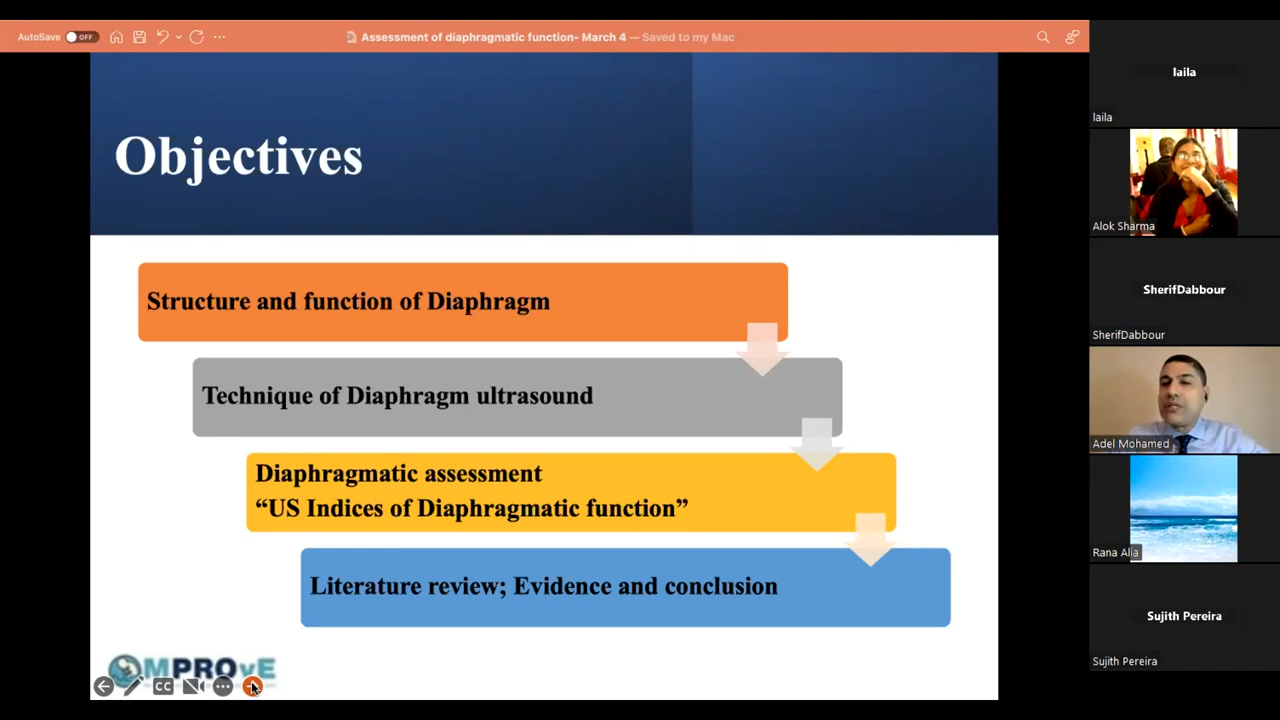 AutoSave OFF
Assessment of diaphragmatic function- March 4 — Saved to my Mac
Objectives
Structure and function of Diaphragm
Technique of Diaphragm ultrasound
Diaphragmatic assessment
“US Indices of Diaphragmatic function”
Literature review; Evidence and conclusion
MPROvE
CC
laila
laila
Alok Sharma
SherifDabbour
SherifDabbour
Adel Mohamed
Rana Alia
Sujith Pereira
Sujith Pereira